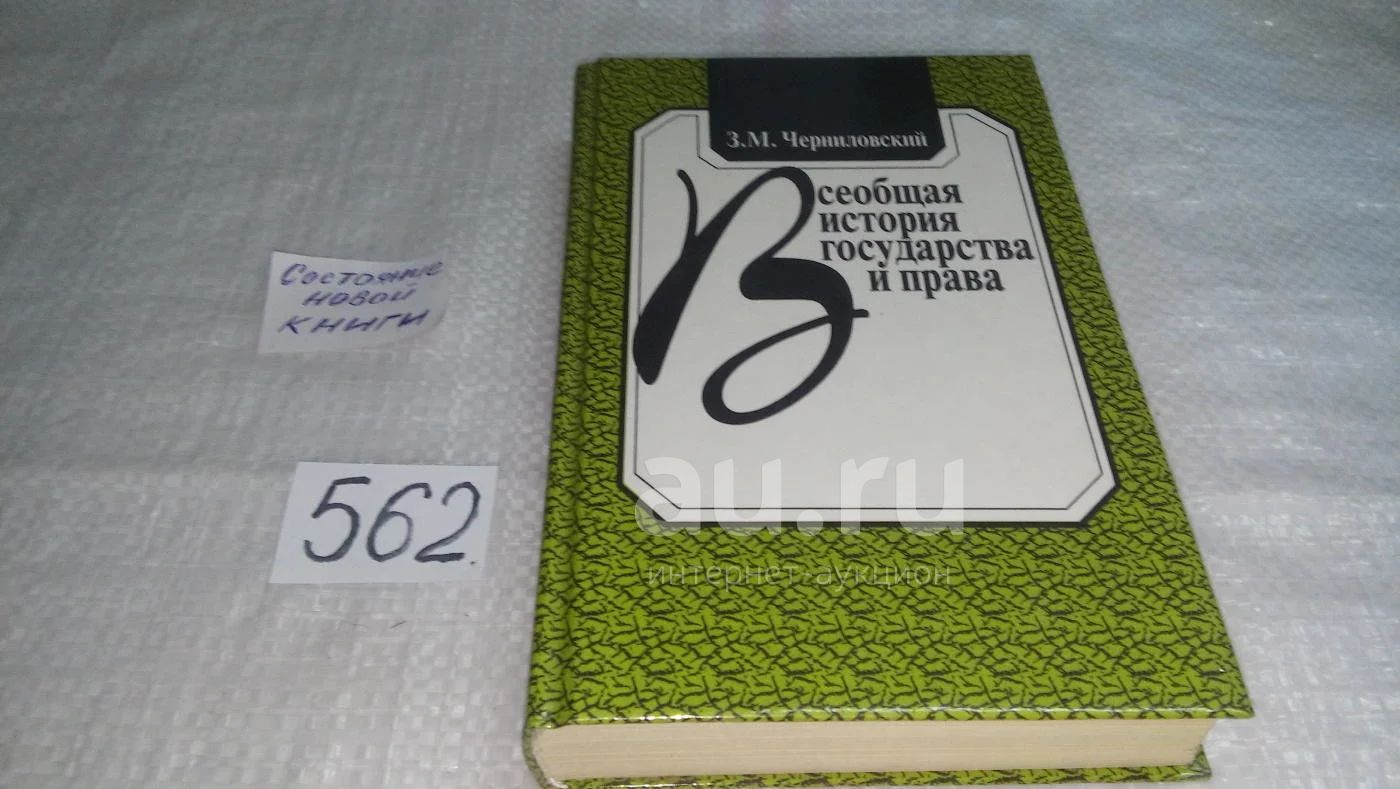 З.М. Черниловский
Всеобщая
история
государства
и права
Состояние
новой
книги
562.
au.ru
интернет-аукцион